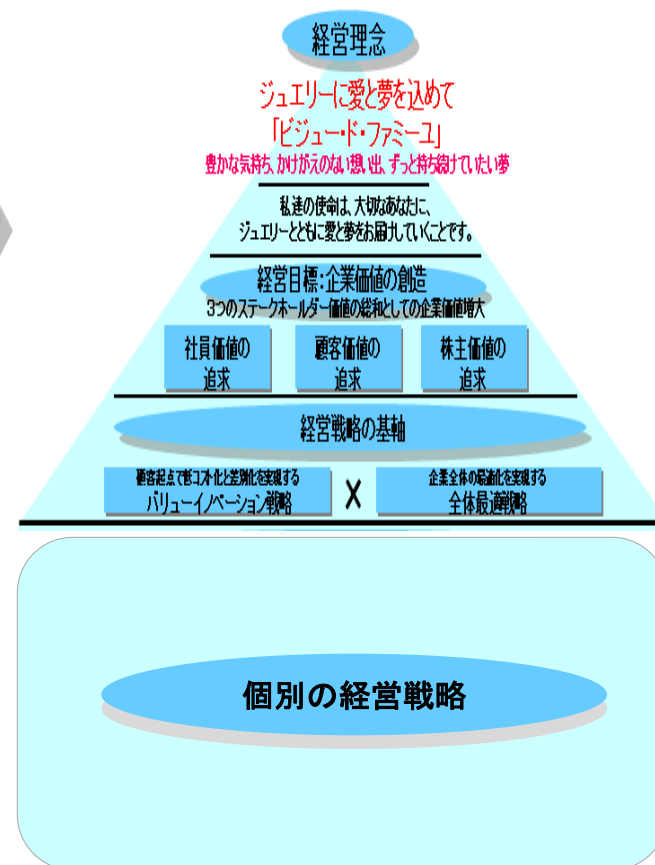 経営理念
ジュエリーに愛と夢を込めて
「ビジュード・ファミーユ」
豊かな気持ち、かけがえのない想い出、ずっと持ち続けていたい夢
私達の使命は、大切なあなたに、
ジュエリーとともに愛と夢をお届けしていくことです。
経営目標:企業価値の創造
3つのステークホールダー価値の総和としての企業価値増大
社員価値の
追求
顧客価値の
追求
株主価値の
追求
経営戦略の基軸
顧客起点で低コスト化と差別化を実現する
バリューイノベーション戦略
×
企業全体の最適化を実現する
全体最適戦略
個別の経営戦略